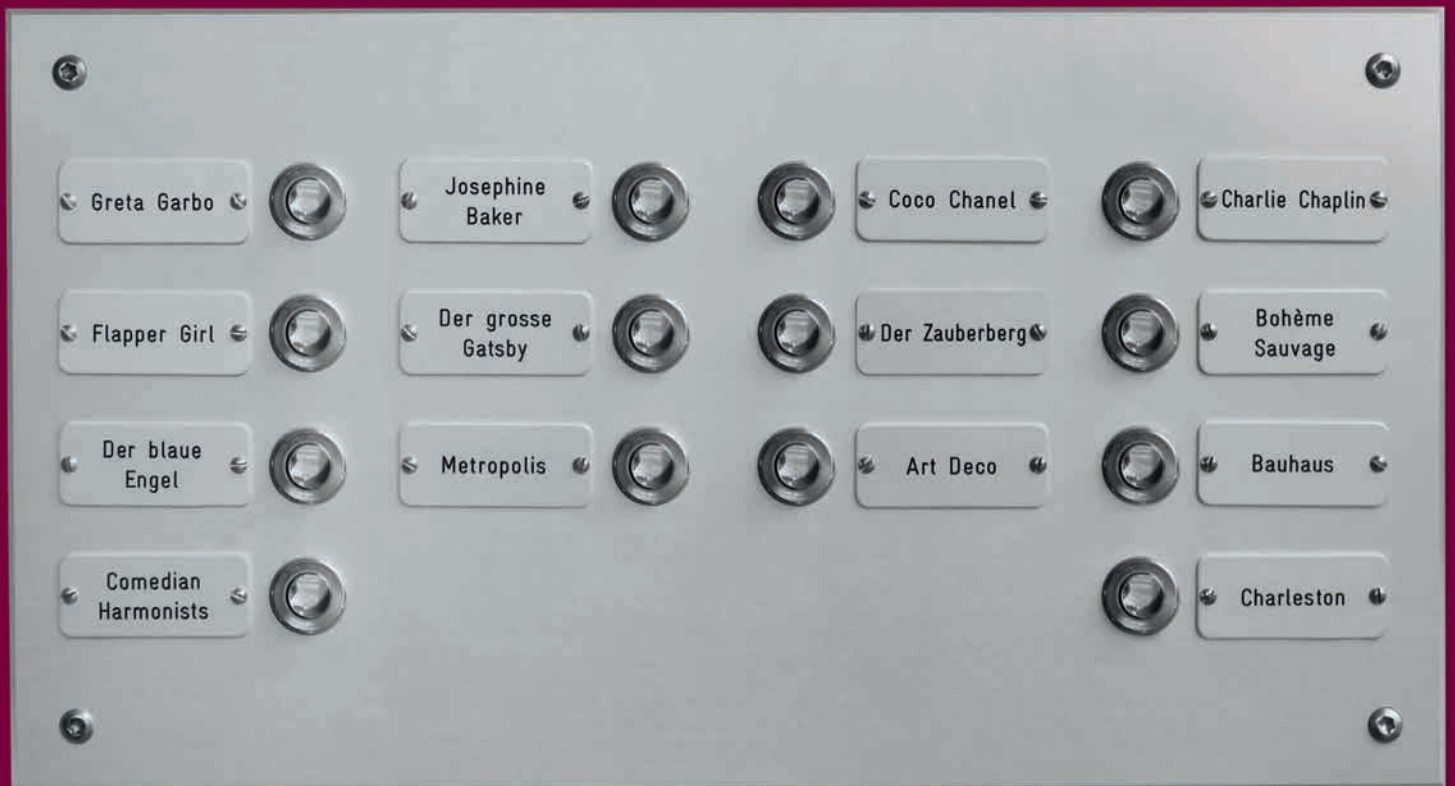 Greta Garbo
Josephine
Baker
Coco Chanel
Charlie Chaplin
Flapper Girl
Der grosse
Gatsby
Der Zauberberg
Bohème
Sauvage
Der blaue
Engel
Metropolis
Art Deco
Bauhaus
Comedian
Harmonists
Charleston